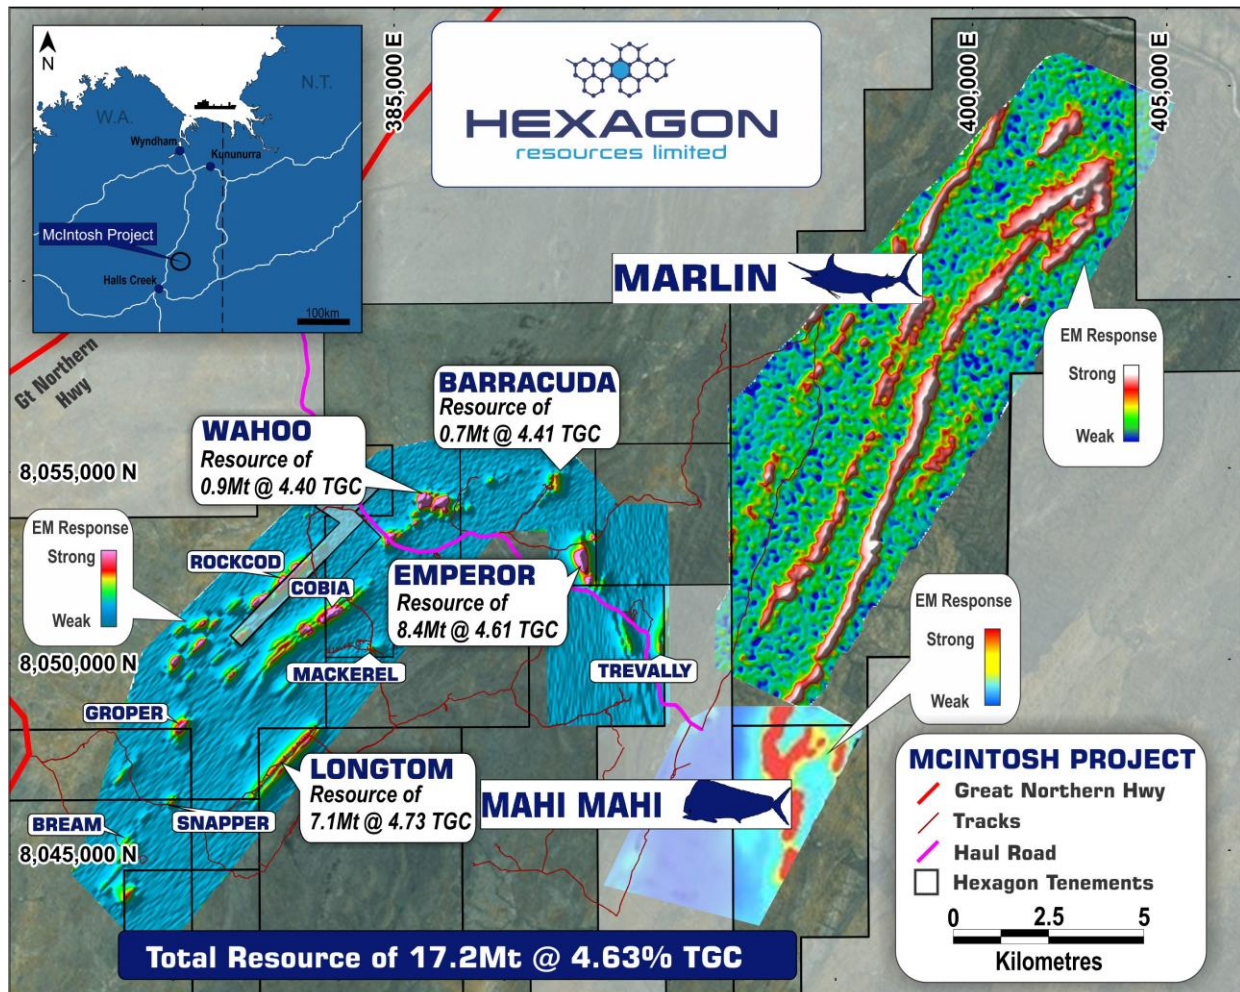 N
W.A.
N.T.
Wyndham
Kununurra
McIntosh Project
Halls Creek
100km
385,000 E
HEXAGON
resources limited
400,000 E
405,000 E
Gt Northern
Hwy
MARLIN
EM Response
Strong
Weak
BARRACUDA
Resource of
0.7Mt @ 4.41 TGC
WAHOO
Resource of
0.9Mt @ 4.40 TGC
8,055,000 N
EM Response
Strong
Weak
ROCKCOD
COBIA
EMPEROR
Resource of
8.4Mt @ 4.61 TGC
EM Response
Strong
Weak
8,050,000 N
MACKEREL
TREVALLY
GROPER
LONGTOM
Resource of
7.1Mt @ 4.73 TGC
MAHI MAHI
BREAM
SNAPPER
8,045,000 N
MCINTOSH PROJECT
Great Northern Hwy
Tracks
Haul Road
Hexagon Tenements
0 2.5 5
Kilometres
Total Resource of 17.2Mt @ 4.63% TGC